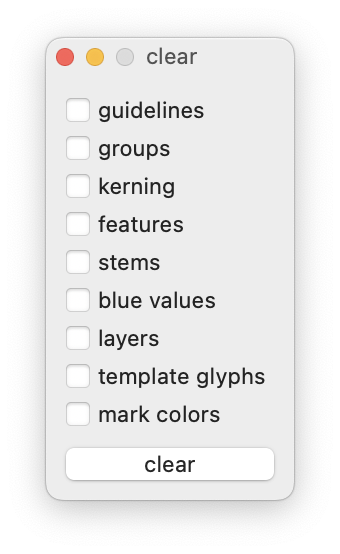 clear
guidelines
groups
kerning
features
stems
blue values
layers
template glyphs
mark colors
clear